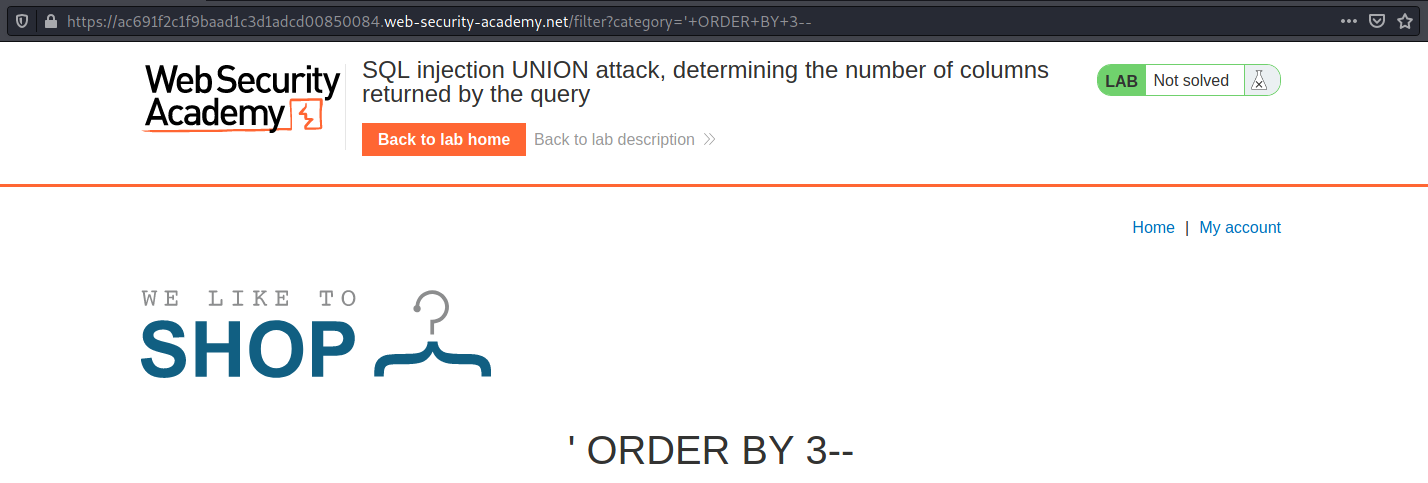 https://ac691f2c1f9baad1c3d1adcd00850084.web-security-academy.net/filter?category='+ORDER+BY+3--
Web Security
Academy
SQL injection UNION attack, determining the number of columns
returned by the query
LAB Not solved
Back to lab home Back to lab description
Home | My account
WE LIKE TO
SHOP
' ORDER BY 3--